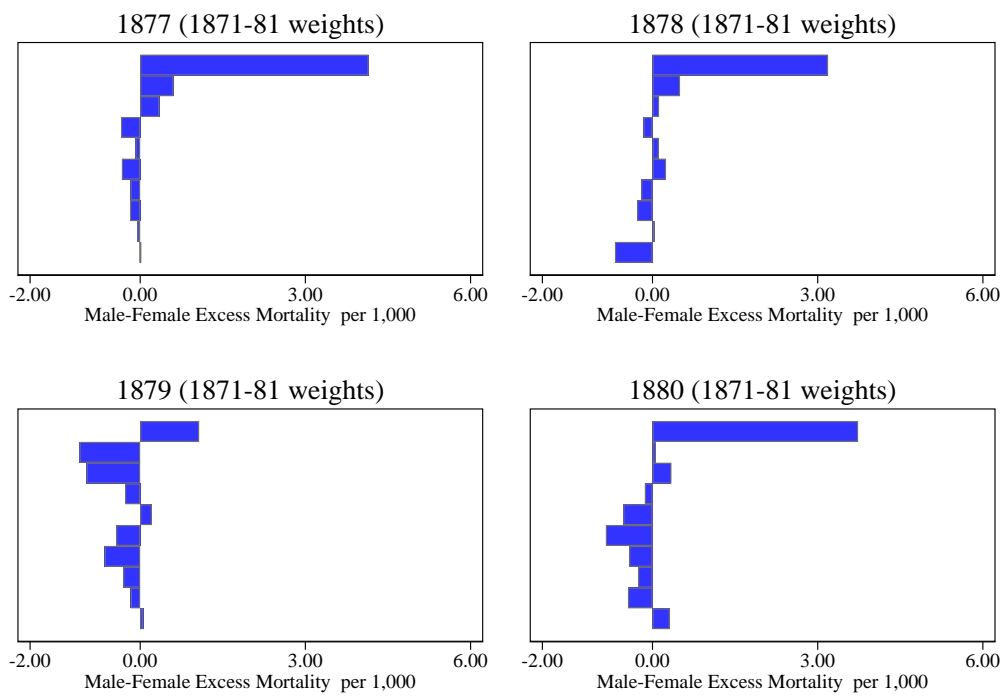 1877 (1871-81 weights)
-2.00 0.00 3.00 6.00
Male-Female Excess Mortality per 1,000
1878 (1871-81 weights)
-2.00 0.00 3.00 6.00
Male-Female Excess Mortality per 1,000
1879 (1871-81 weights)
-2.00 0.00 3.00 6.00
Male-Female Excess Mortality per 1,000
1880 (1871-81 weights)
-2.00 0.00 3.00 6.00
Male-Female Excess Mortality per 1,000